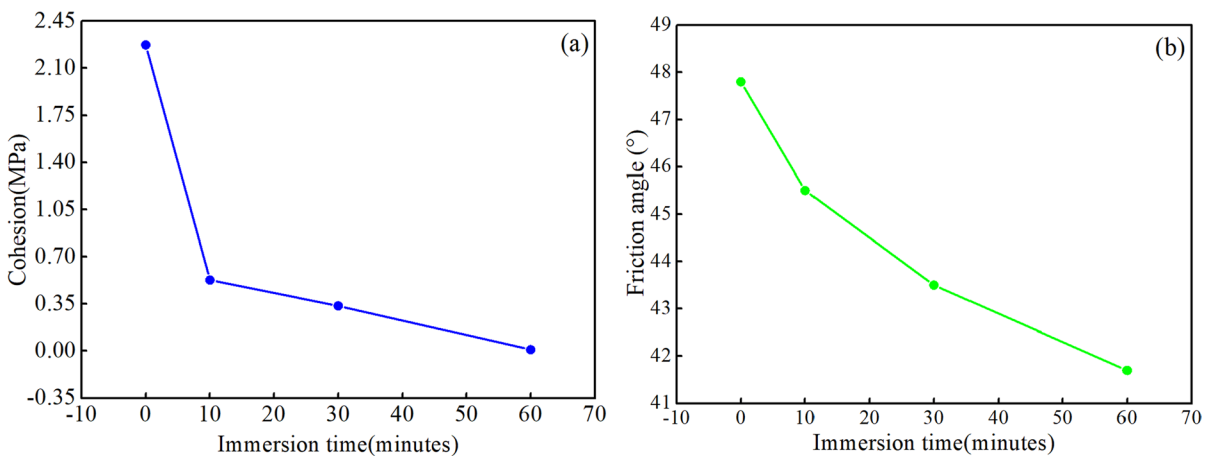 (a)
Cohesion(MPa)
2.45
2.10
1.75
1.40
1.05
0.70
0.35
0.00
-0.35
-10 0 10 20 30 40 50 60 70
Immersion time(minutes)
(b)
Friction angle (°)
49
48
47
46
45
44
43
42
41
-10 0 10 20 30 40 50 60 70
Immersion time(minutes)